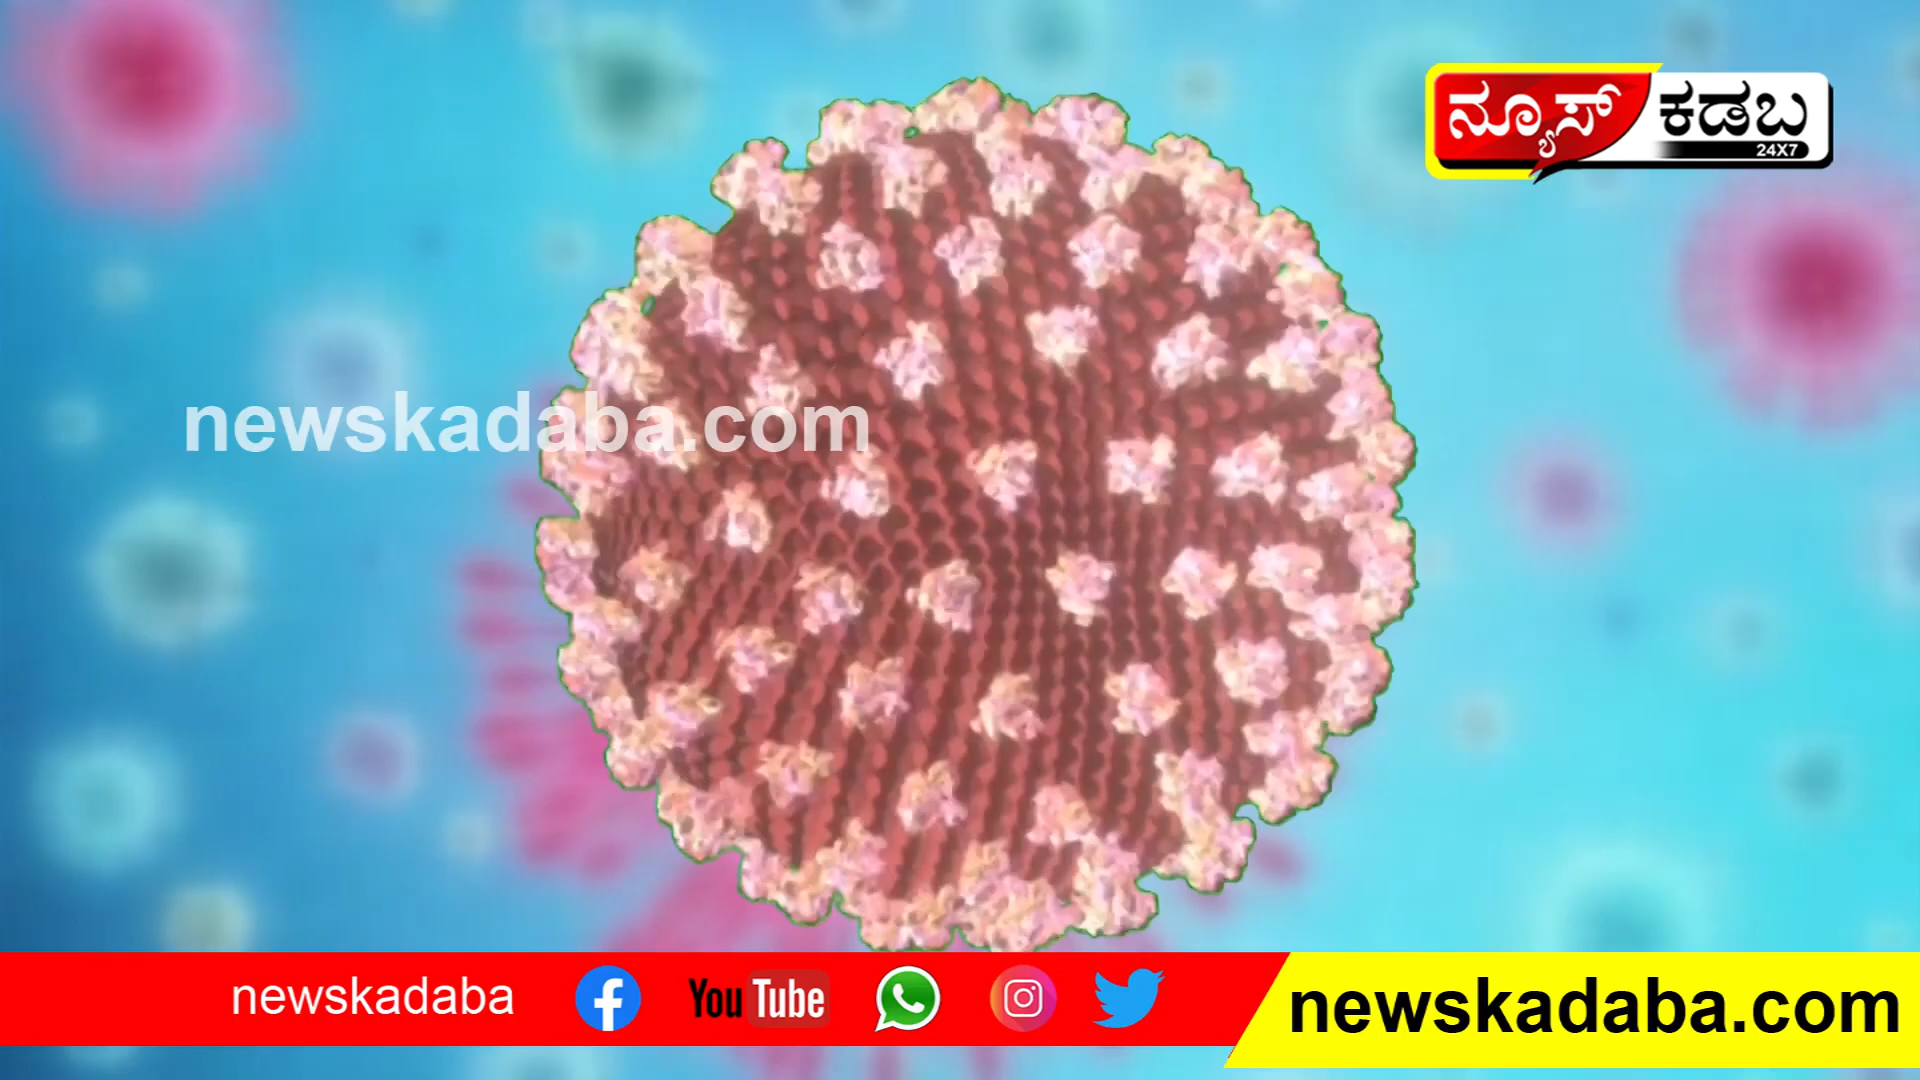 ನ್ಯೂಸ್ ಕಡಬ
24X7
newskadaba.com
newskadaba YouTube newskadaba.com